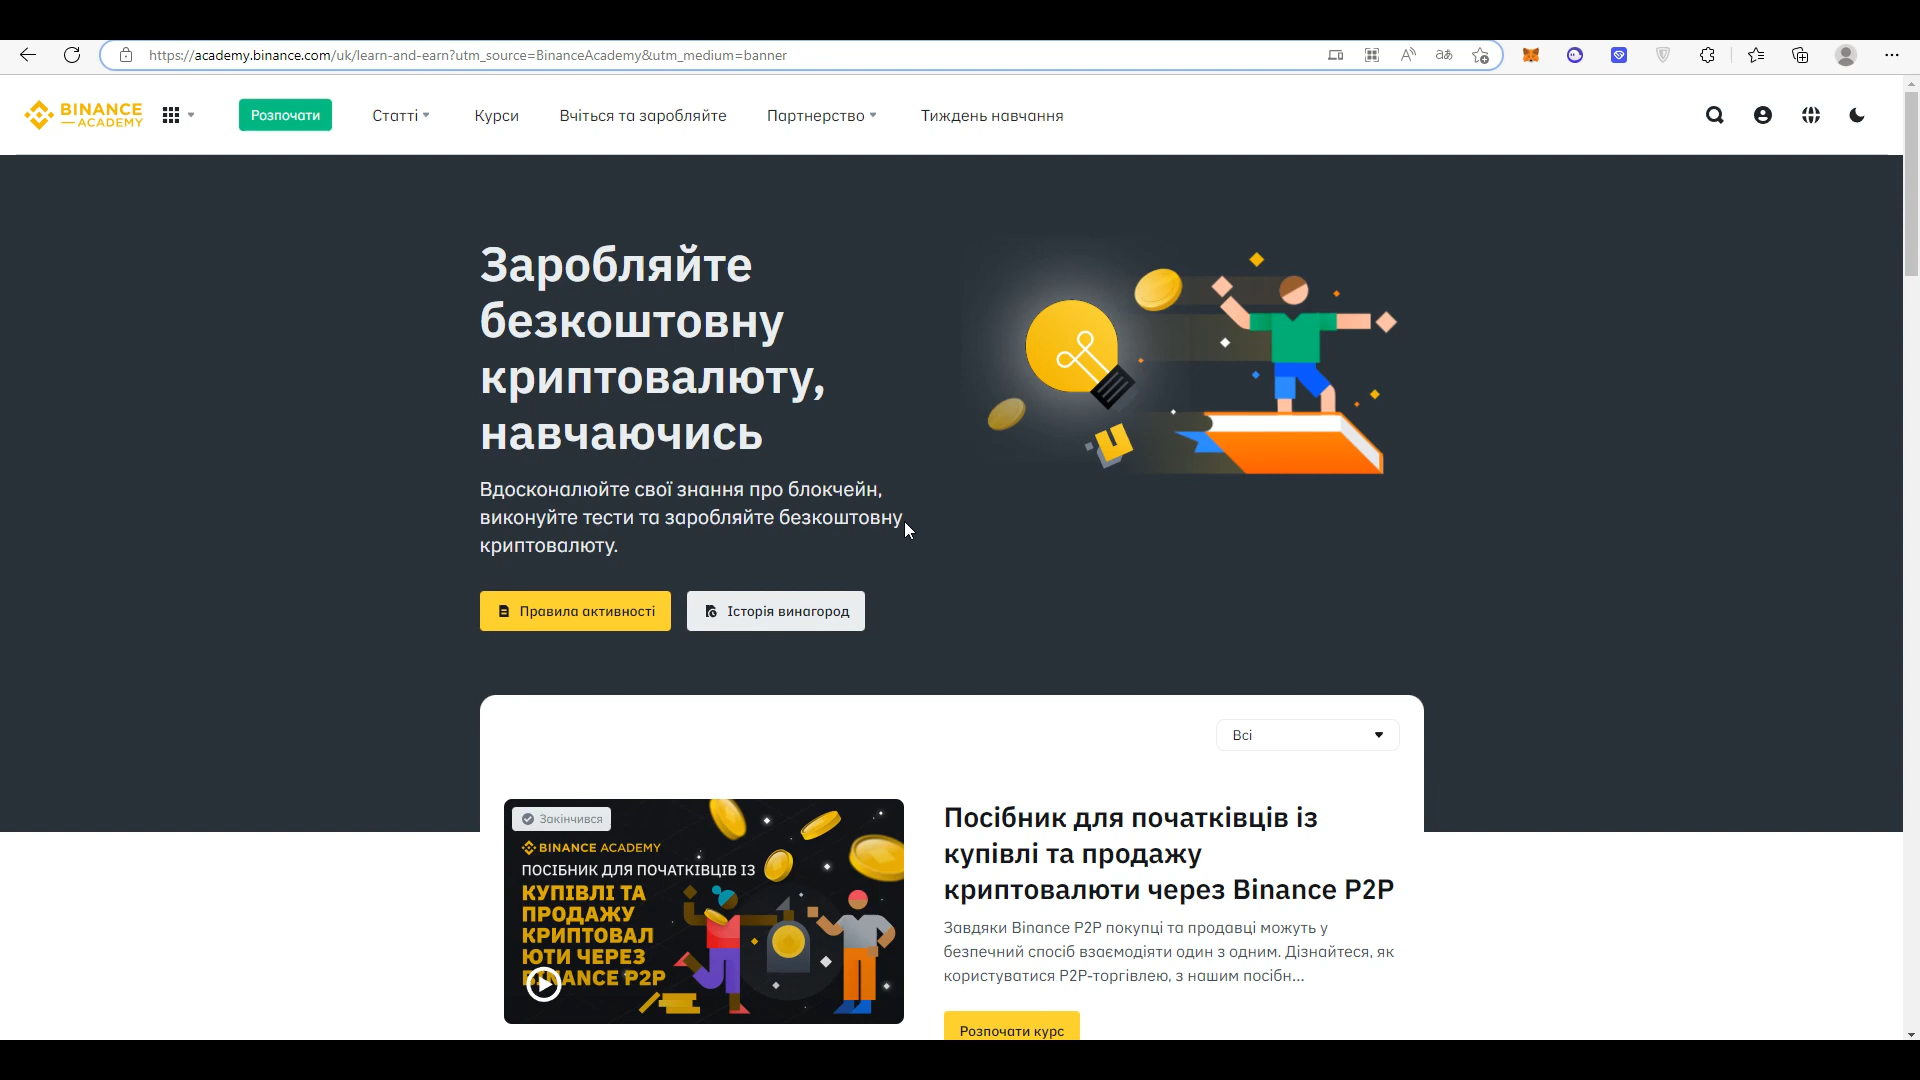 https://academy.binance.com/uk/learn-and-earn?utm_source=BinanceAcademy&utm_medium=banner
BINANCE
ACADEMY
Розпочати
Статті
Курси
Вчіться та заробляйте
Партнерство
Тиждень навчання
Заробляйте
безкоштовну
криптовалюту,
навчаючись
Вдосконалюйте свої знання про блокчейн,
виконуйте тести та заробляйте безкоштовну
криптовалюту.
Правила активності
Історія винагород
Всі
Закінчився
BINANCE ACADEMY
ПОСІБНИК ДЛЯ ПОЧАТКІВЦІВ ІЗ
КУПІВЛІ ТА
ПРОДАЖУ
КРИПТОВАЛ
ЮТИ ЧЕРЕЗ
BINANCE P2P
Посібник для початківців із
купівлі та продажу
криптовалюти через Binance P2P
Завдяки Binance P2P покупці та продавці можуть у
безпечний спосіб взаємодіяти один з одним. Дізнайтеся, як
користуватися P2P-торгівлею, з нашим посібн...
Розпочати курс